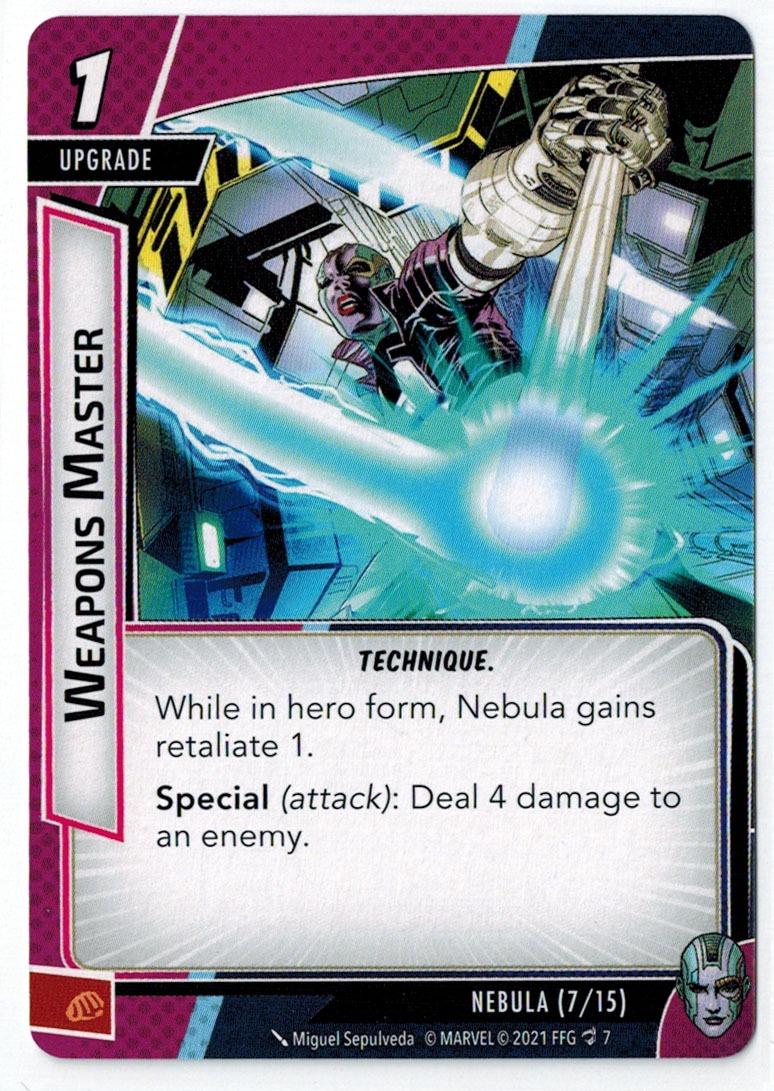 1
UPGRADE
WEAPONS MASTER
TECHNIQUE.
While in hero form, Nebula gains
retaliate 1.
Special (attack): Deal 4 damage to
an enemy.
NEBULA (7/15)
Miguel Sepulveda © MARVEL © 2021 FFG 7